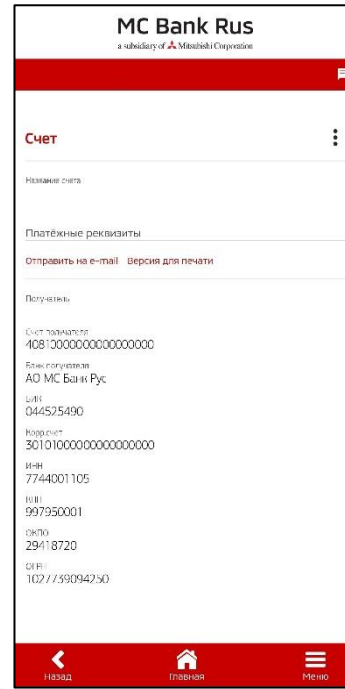 MC Bank Rus
a subsidiary of Mitsubishi Corporation
Счет
Название счета
Платёжные реквизиты
Отправить на e-mail Версия для печати
Получатель
Счет получателя
40810000000000000000
Банк получателя
АО МС Банк Рус
БИК
044525490
Корр.счет
30101000000000000000
ИНН
7744001105
КПП
997950001
ОКПО
29418720
ОГРН
1027739094250
Назад Главная Меню